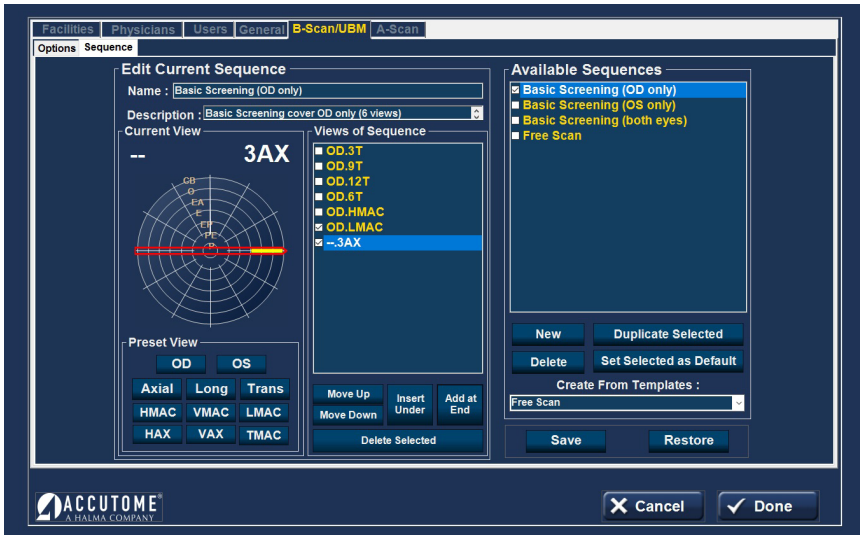 Facilities Physicians Users General B-Scan/UBM A-Scan
Options Sequence
Edit Current Sequence
Name : Basic Screening (OD only)
Description : Basic Screening cover OD only (6 views)
Current View
-- 3AX
CB
O
EA
E
EP
PE
P
Preset View
OD OS
Axial Long Trans
HMAC VMAC LMAC
HAX VAX TMAC
Views of Sequence
OD.3T
OD.9T
OD.12T
OD.6T
OD.HMAC
OD.LMAC
--.3AX
Move Up
Move Down
Insert
Under
Add at
End
Delete Selected
Available Sequences
Basic Screening (OD only)
Basic Screening (OS only)
Basic Screening (both eyes)
Free Scan
New Duplicate Selected
Delete Set Selected as Default
Create From Templates :
Free Scan
Save Restore
ACCUTOME®
A HALMA COMPANY
Cancel Done